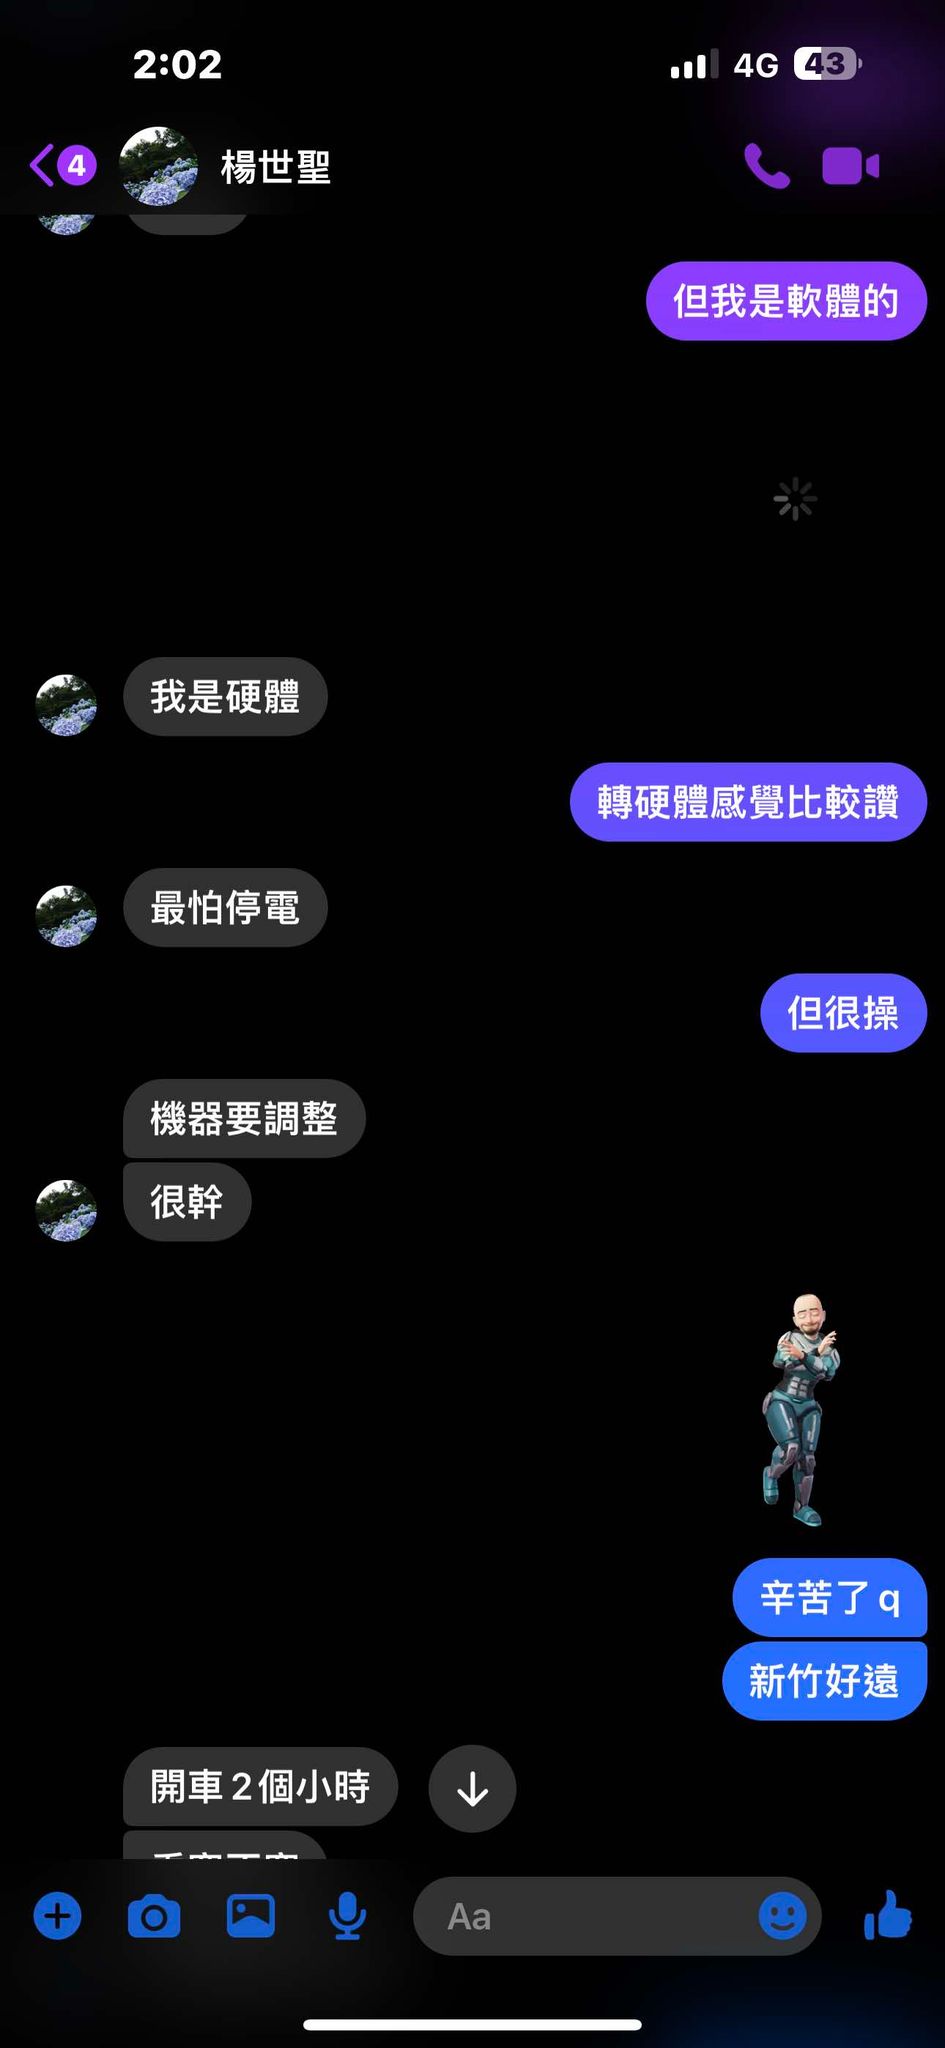 2:02
4G
43
4
楊世聖
但我是軟體的
我是硬體
轉硬體感覺比較讚
最怕停電
但很操
機器要調整
很幹
辛苦了q
新竹好遠
開車2個小時
Aa